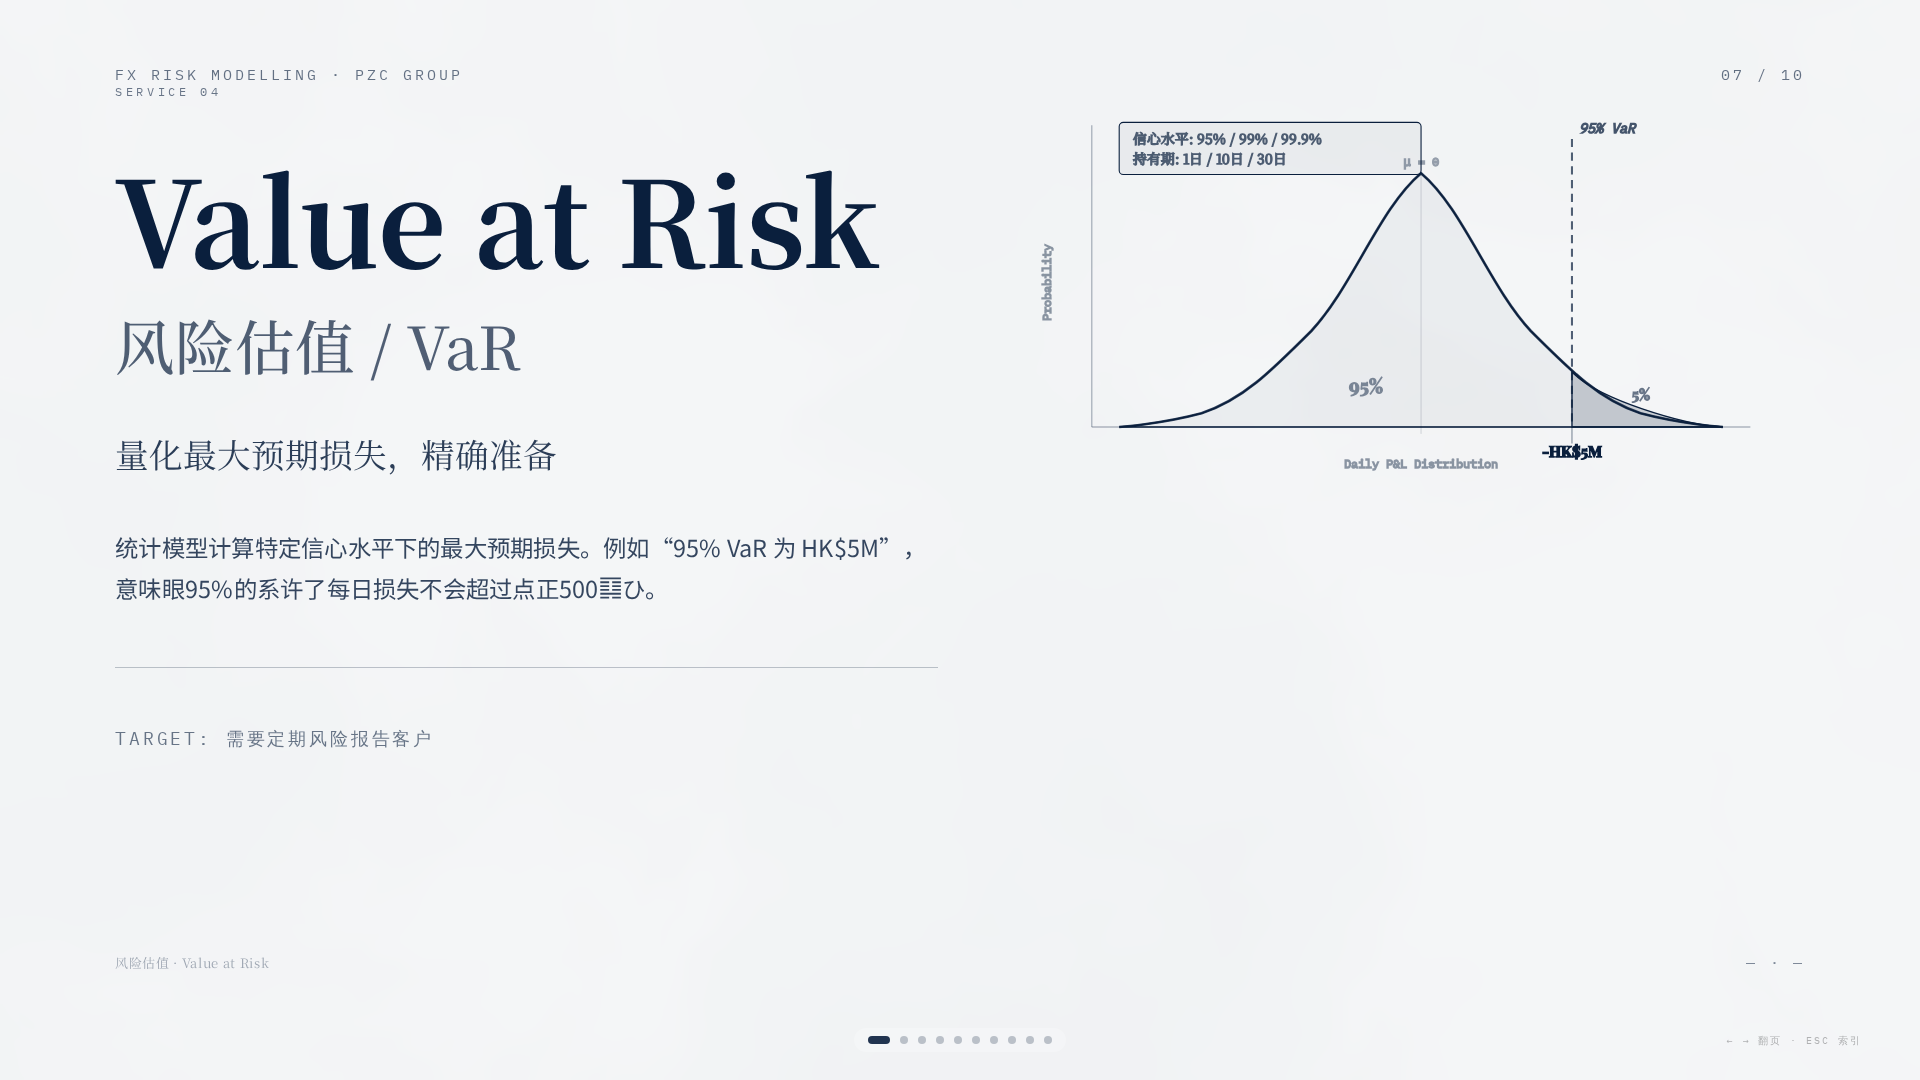 FX RISK MODELLING · PZC GROUP
SERVICE 04
07 / 10
Value at Risk
风险估值 / VaR
量化最大预期损失，精确准备
统计模型计算特定信心水平下的最大预期损失。例如“95% VaR 为 HK$5M”，
意味眼95%的系许了每日损失不会超过点正500䷁ひ。
TARGET: 需要定期风险报告客户
信心水平: 95% / 99% / 99.9%
持有期: 1日 / 10日 / 30日
μ = 0
95% VaR
Probability
95%
5%
-HK$5M
Daily P&L Distribution
风险估值 · Value at Risk
— · —
← → 翻页 · ESC 索引